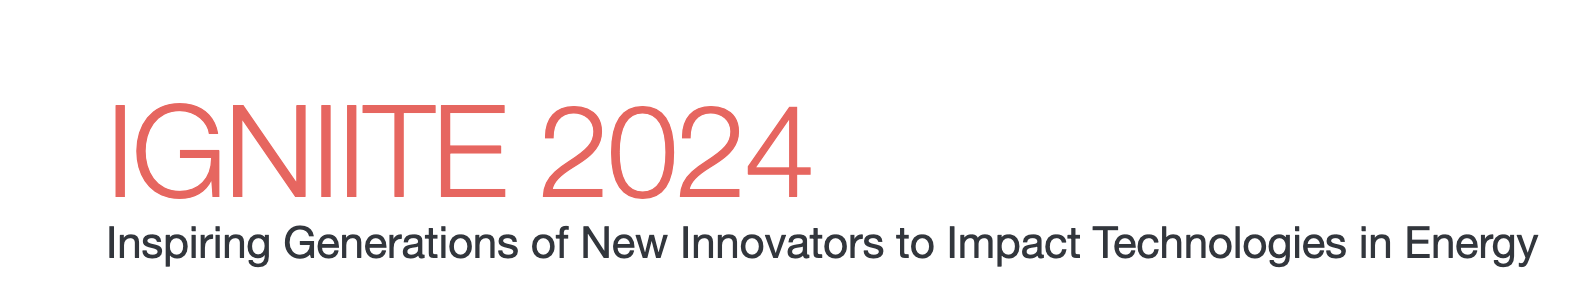 IGNIITE 2024
Inspiring Generations of New Innovators to Impact Technologies in Energy